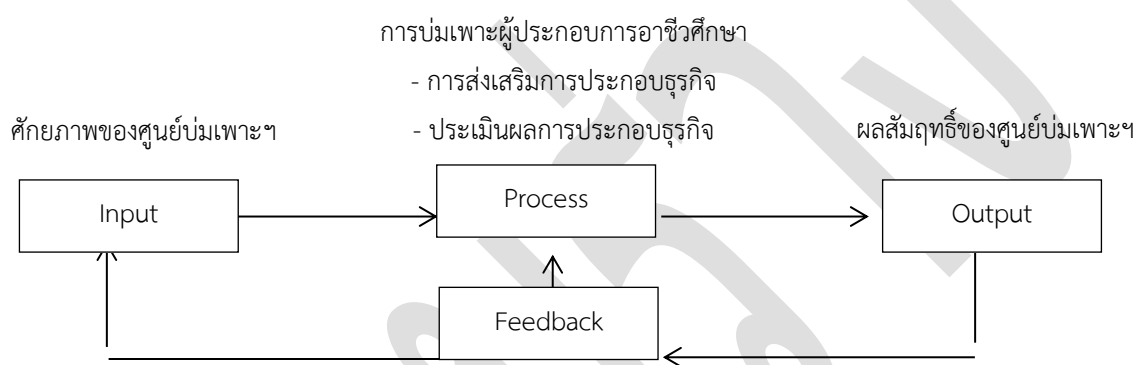 การบ่มเพาะผู้ประกอบการอาชีวศึกษา
- การส่งเสริมการประกอบธุรกิจ
ศักยภาพของศูนย์บ่มเพาะฯ
- ประเมินผลการประกอบธุรกิจ
ผลสัมฤทธิ์ของศูนย์บ่มเพาะฯ
Input
Process
Output
Feedback